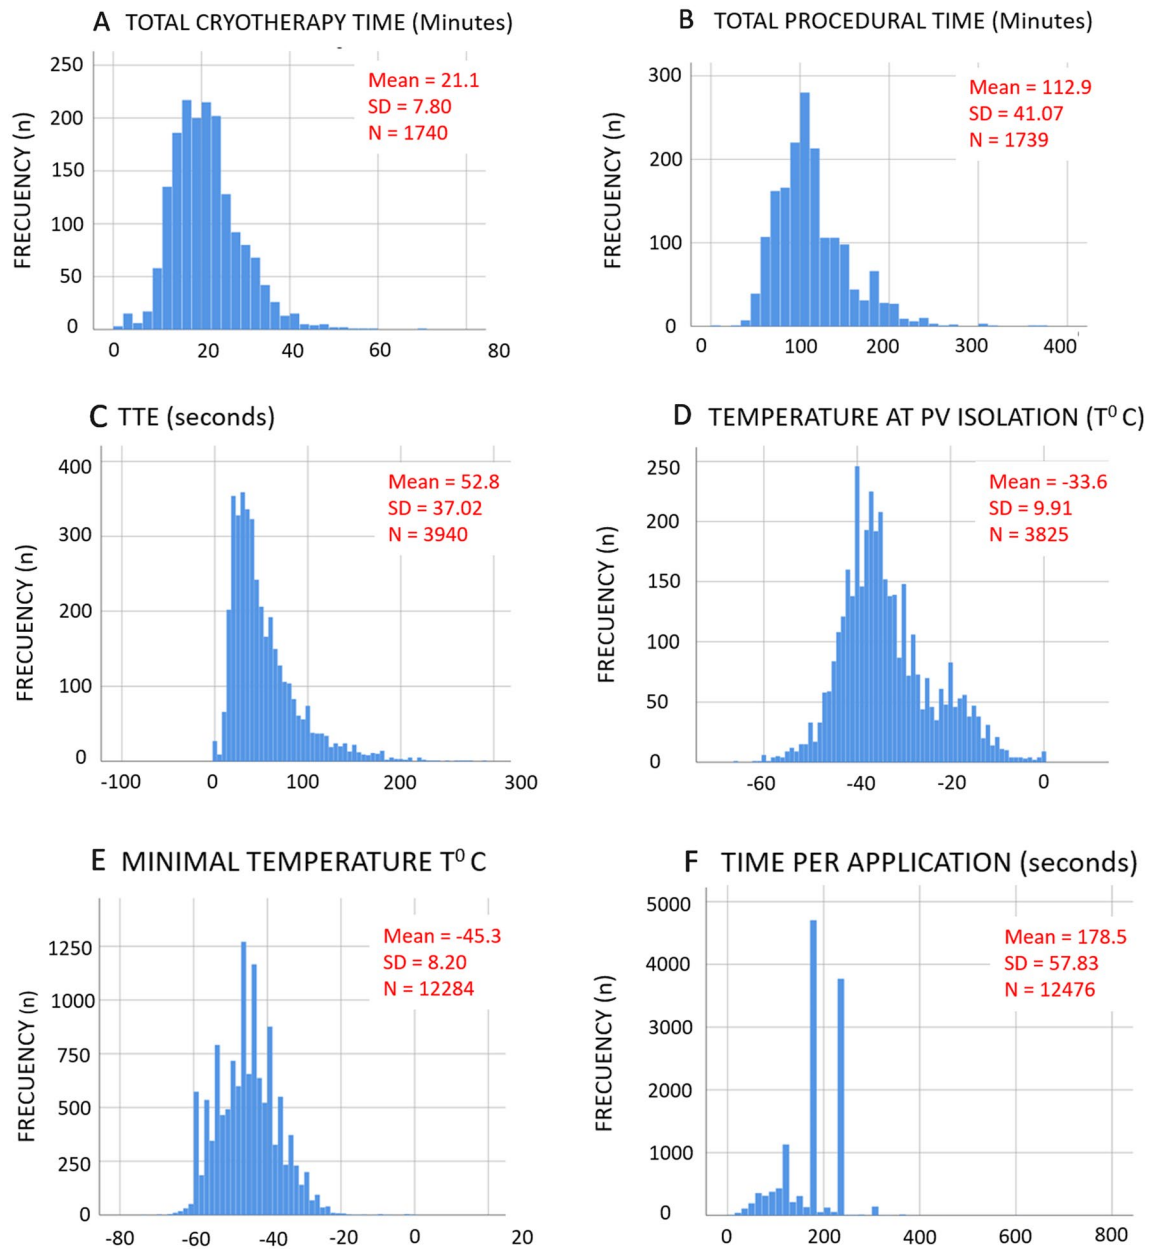 A TOTAL CRYOTHERAPY TIME (Minutes)
FRECUENCY (n)
250
200
150
100
50
0
Mean = 21.1
SD = 7.80
N = 1740
0 20 40 60 80
B TOTAL PROCEDURAL TIME (Minutes)
FRECUENCY (n)
300
200
100
0
Mean = 112.9
SD = 41.07
N = 1739
0 100 200 300 400
C TTE (seconds)
FRECUENCY (n)
400
300
200
100
0
Mean = 52.8
SD = 37.02
N = 3940
-100 0 100 200 300
D TEMPERATURE AT PV ISOLATION (T⁰ C)
FRECUENCY (n)
250
200
150
100
50
0
Mean = -33.6
SD = 9.91
N = 3825
-60 -40 -20 0
E MINIMAL TEMPERATURE T⁰ C
FRECUENCY (n)
1250
1000
750
500
250
0
Mean = -45.3
SD = 8.20
N = 12284
-80 -60 -40 -20 0 20
F TIME PER APPLICATION (seconds)
FRECUENCY (n)
5000
4000
3000
2000
1000
0
Mean = 178.5
SD = 57.83
N = 12476
0 200 400 600 800